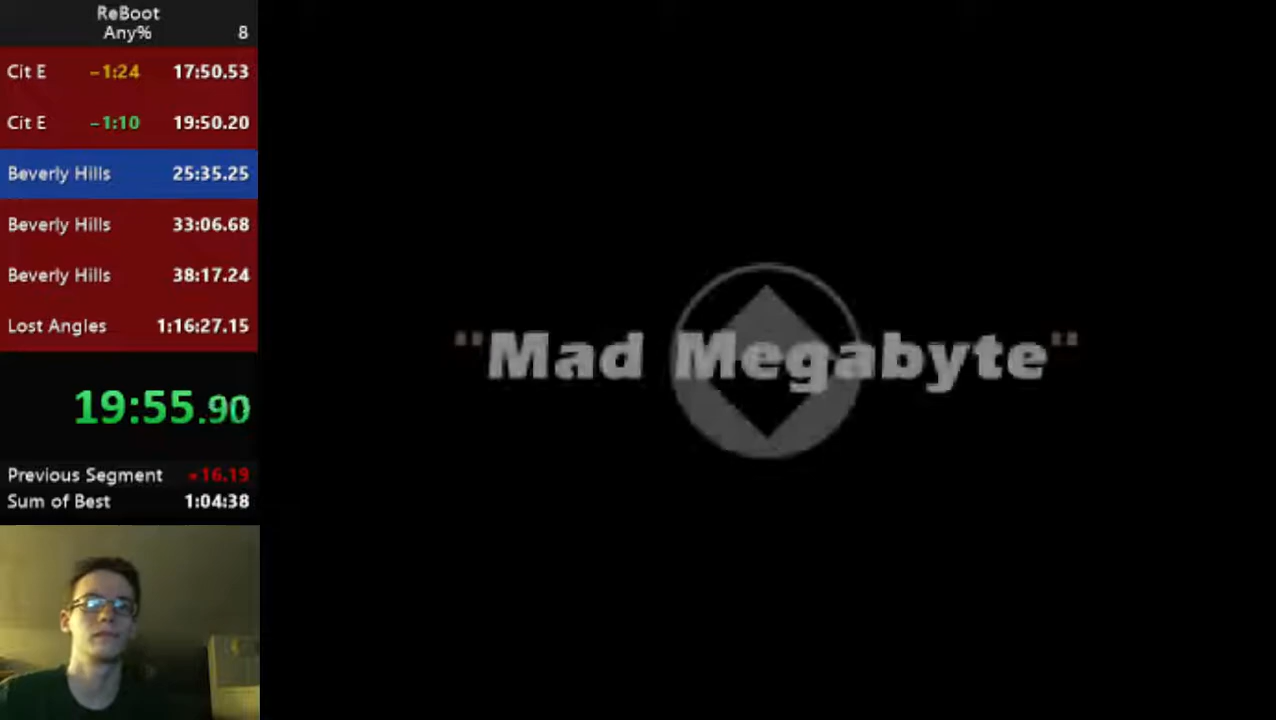 ReBoot
Any% 8
Cit E -1:24 17:50.53
Cit E -1:10 19:50.20
Beverly Hills 25:35.25
Beverly Hills 33:06.68
Beverly Hills 38:17.24
Lost Angles 1:16:27.15
"Mad Megabyte"
19:55.90
Previous Segment +16.19
Sum of Best 1:04:38